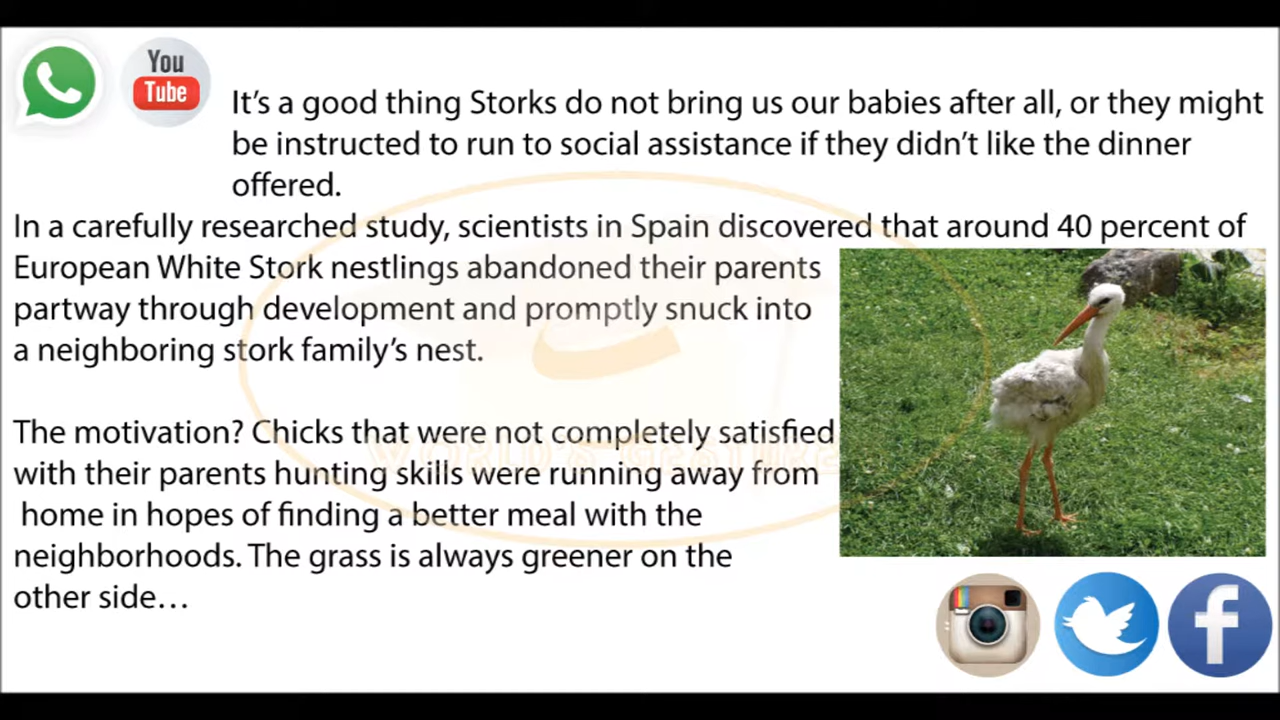 You
Tube
It’s a good thing Storks do not bring us our babies after all, or they might
be instructed to run to social assistance if they didn’t like the dinner
offered.
In a carefully researched study, scientists in Spain discovered that around 40 percent of
European White Stork nestlings abandoned their parents
partway through development and promptly snuck into
a neighboring stork family’s nest.
The motivation? Chicks that were not completely satisfied
with their parents hunting skills were running away from
home in hopes of finding a better meal with the
neighborhoods. The grass is always greener on the
other side…